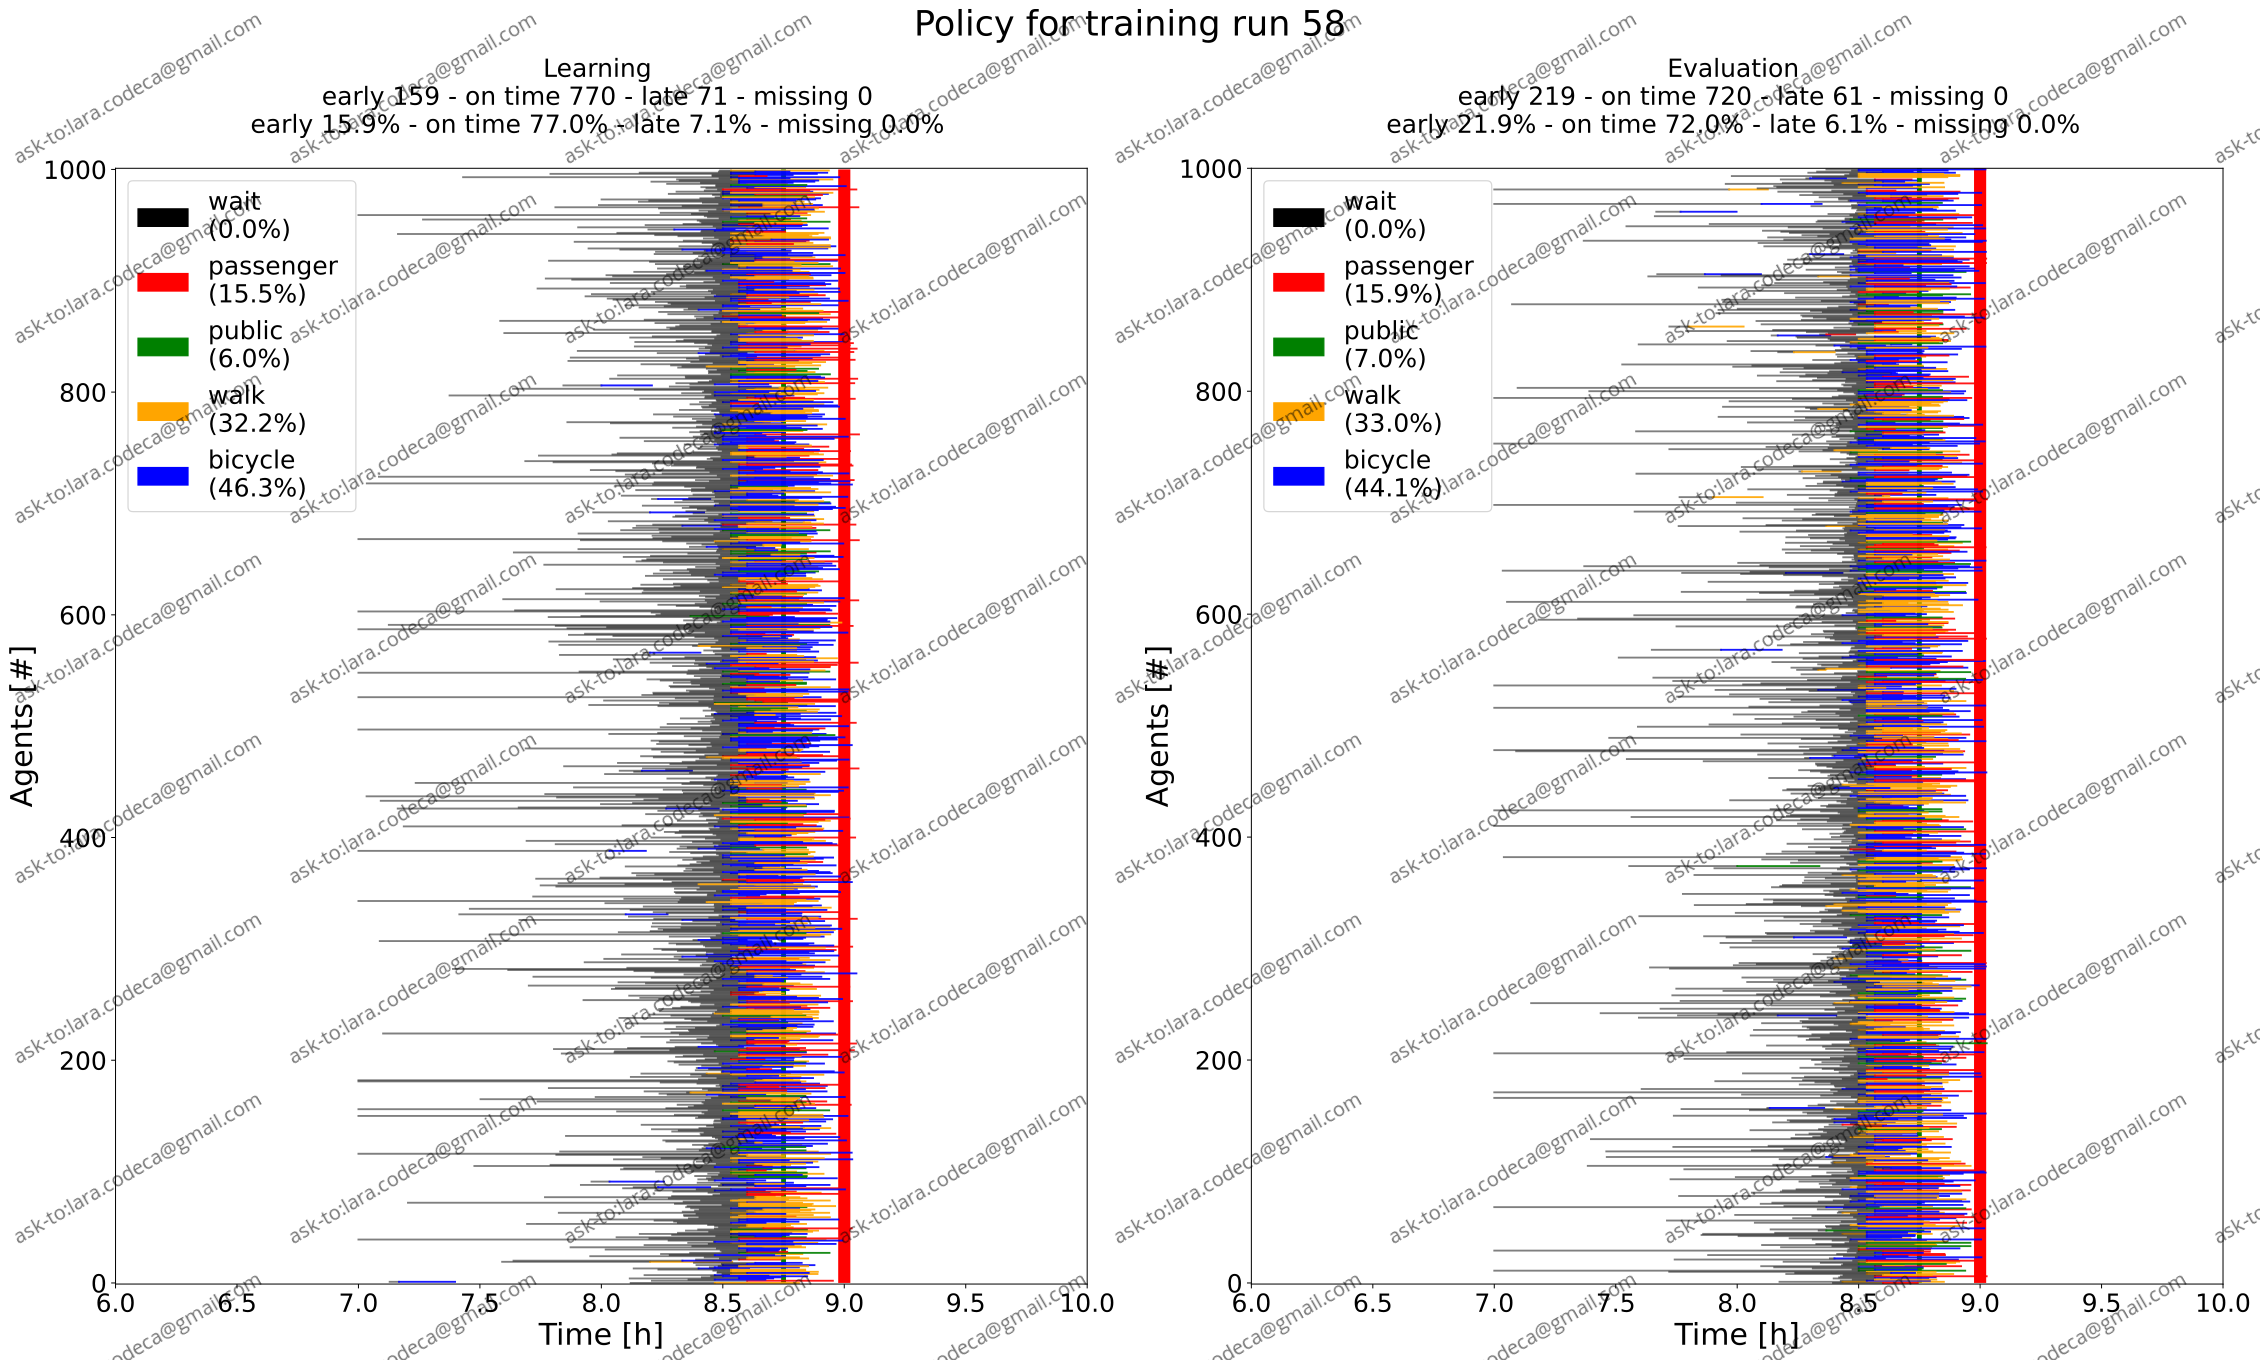 Policy for training run 58
Learning
early 159 - on time 770 - late 71 - missing 0
early 15.9% - on time 77.0% - late 7.1% - missing 0.0%
1000
800
600
400
200
0
Agents [#]
wait
(0.0%)
passenger
(15.5%)
public
(6.0%)
walk
(32.2%)
bicycle
(46.3%)
6.0 6.5 7.0 7.5 8.0 8.5 9.0 9.5 10.0
Time [h]
Evaluation
early 219 - on time 720 - late 61 - missing 0
early 21.9% - on time 72.0% - late 6.1% - missing 0.0%
1000
800
600
400
200
0
Agents [#]
wait
(0.0%)
passenger
(15.9%)
public
(7.0%)
walk
(33.0%)
bicycle
(44.1%)
6.0 6.5 7.0 7.5 8.0 8.5 9.0 9.5 10.0
Time [h]
ask-to:lara.codeca@gmail.com